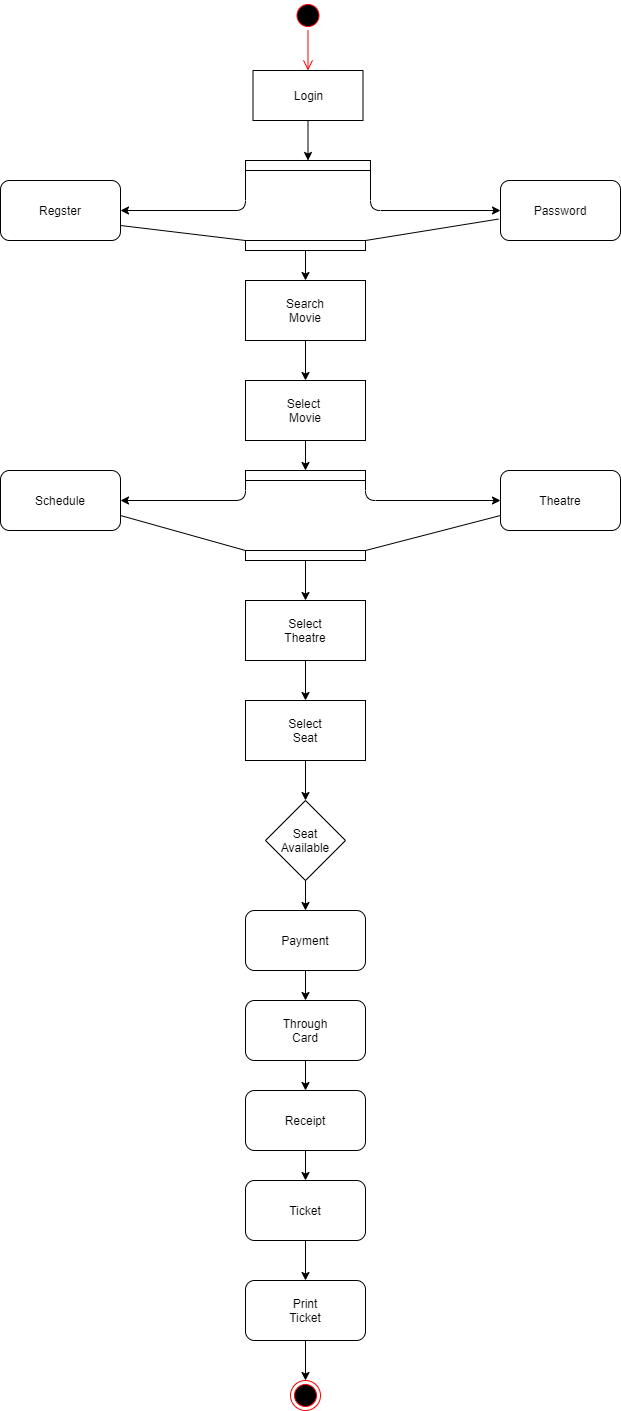 Login
Regster
Password
Search
Movie
Select
Movie
Schedule
Theatre
Select
Theatre
Select
Seat
Seat
Available
Payment
Through
Card
Receipt
Ticket
Print
Ticket